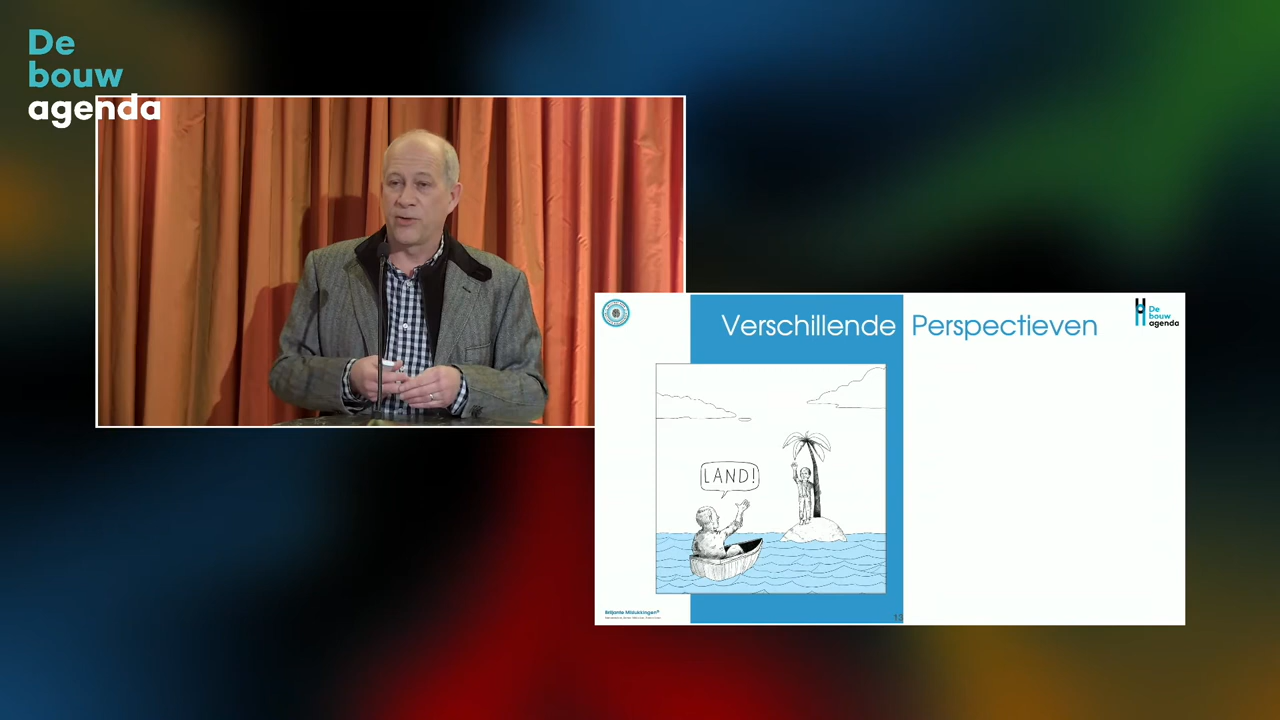 De
bouw
agenda
Verschillende Perspectieven
De
bouw
agenda
LAND!
Briljante Mislukkingen®